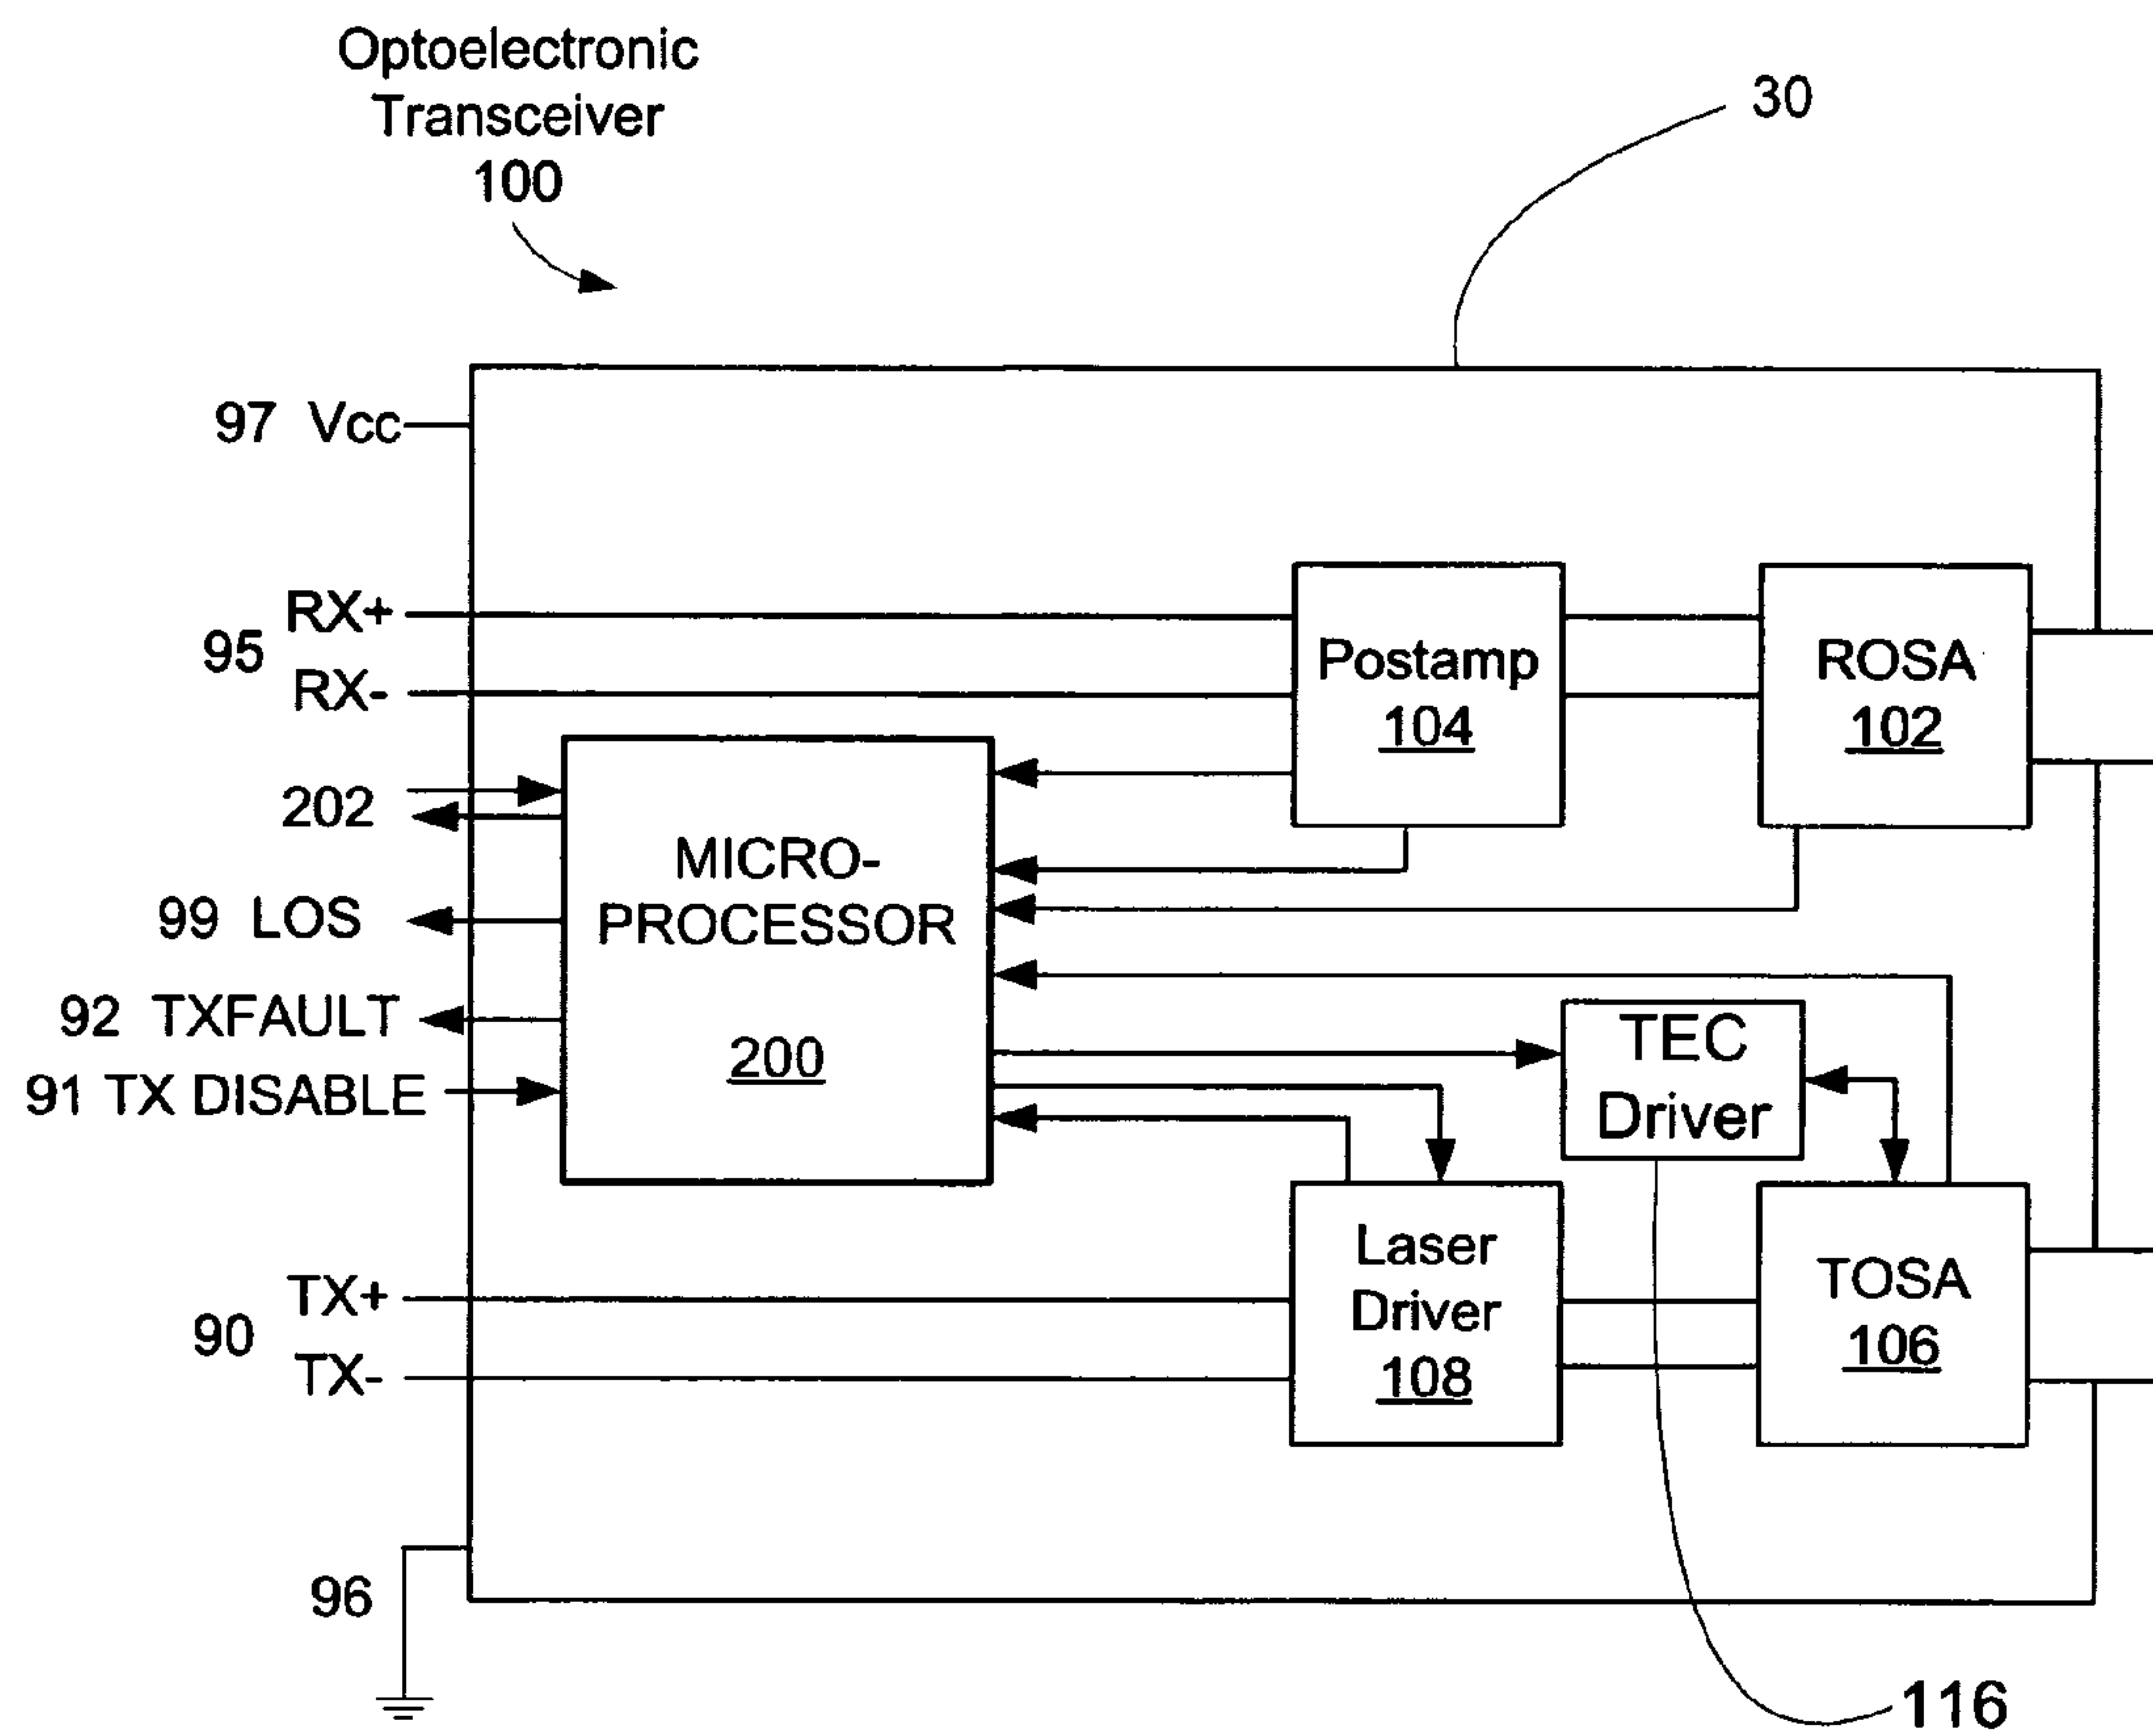 Optoelectronic
Transceiver
100
30
97 Vcc
RX+
95
RX-
Postamp
104
ROSA
102
202
MICRO-
PROCESSOR
200
99 LOS
92 TXFAULT
91 TX DISABLE
TEC
Driver
Laser
Driver
108
TOSA
106
TX+
90
TX-
96
116